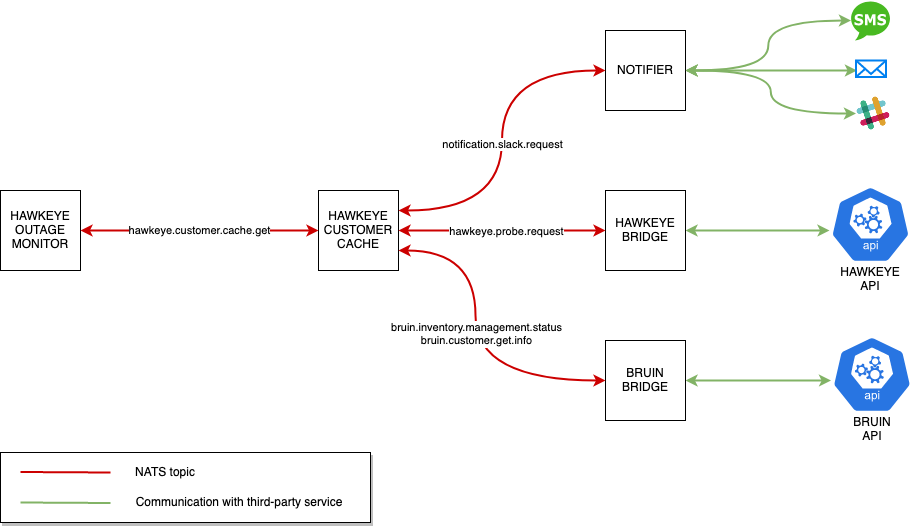 SMS
NOTIFIER
notification.slack.request
HAWKEYE
OUTAGE
MONITOR
hawkeye.customer.cache.get
HAWKEYE
CUSTOMER
CACHE
hawkeye.probe.request
HAWKEYE
BRIDGE
api
HAWKEYE
API
bruin.inventory.management.status
bruin.customer.get.info
BRUIN
BRIDGE
api
BRUIN
API
NATS topic
Communication with third-party service